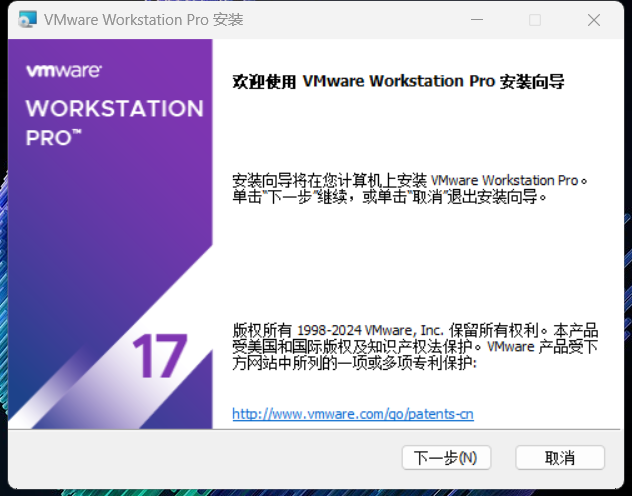 VMware Workstation Pro 安装
vmware
WORKSTATION
PRO™
17
欢迎使用 VMware Workstation Pro 安装向导
安装向导将在您计算机上安装 VMware Workstation Pro。
单击“下一步”继续，或单击“取消”退出安装向导。
版权所有 1998-2024 VMware, Inc. 保留所有权利。本产品
受美国和国际版权及知识产权法保护。VMware 产品受下
方网站中所列的一项或多项专利保护:
http://www.vmware.com/go/patents-cn
下一步(N)
取消